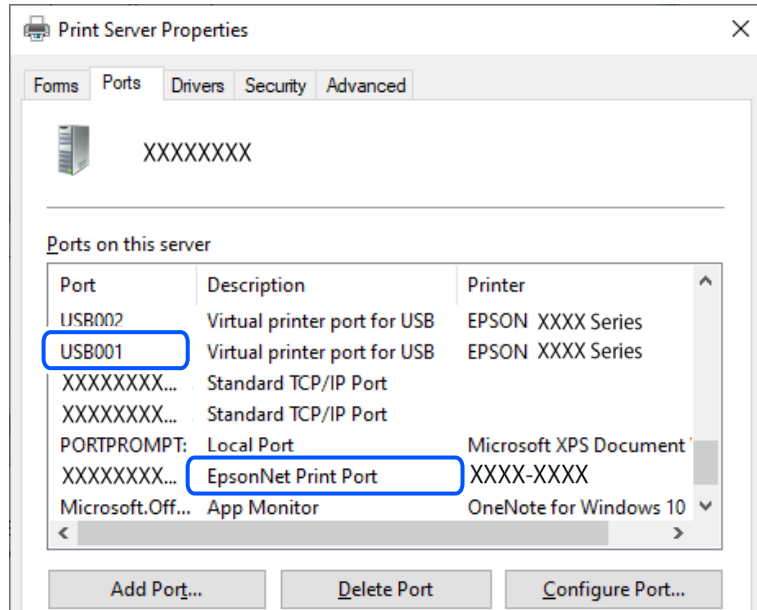 Print Server Properties
Forms Ports Drivers Security Advanced
XXXXXXXX
Ports on this server
Port Description Printer
USB002 Virtual printer port for USB EPSON XXXX Series
USB001 Virtual printer port for USB EPSON XXXX Series
XXXXXXXX... Standard TCP/IP Port
XXXXXXXX... Standard TCP/IP Port
PORTPROMPT: Local Port Microsoft XPS Document
XXXXXXXX... EpsonNet Print Port XXXX-XXXX
Microsoft.Off... App Monitor OneNote for Windows 10
Add Port... Delete Port Configure Port...